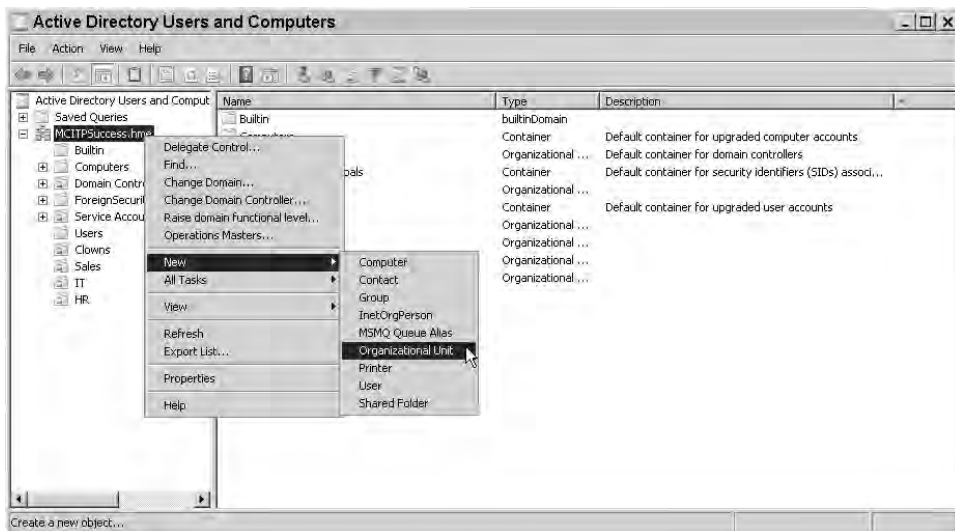 Active Directory Users and Computers
File Action View Help
Active Directory Users and Comput
Saved Queries
MCITPSuccess.hme
Builtin
Computers
Domain Contr
ForeignSecurit
Service Accou
Users
Clowns
Sales
IT
HR
Name Type Description
Builtin builtinDomain
Container Default container for upgraded computer accounts
Organizational ... Default container for domain controllers
pals Container Default container for security identifiers (SIDs) associ...
Organizational ...
Container Default container for upgraded user accounts
Organizational ...
Organizational ...
Organizational ...
Organizational ...
Delegate Control...
Find...
Change Domain...
Change Domain Controller...
Raise domain functional level...
Operations Masters...
New
All Tasks
View
Refresh
Export List...
Properties
Help
Computer
Contact
Group
InetOrgPerson
MSMQ Queue Alias
Organizational Unit
Printer
User
Shared Folder
Create a new object...